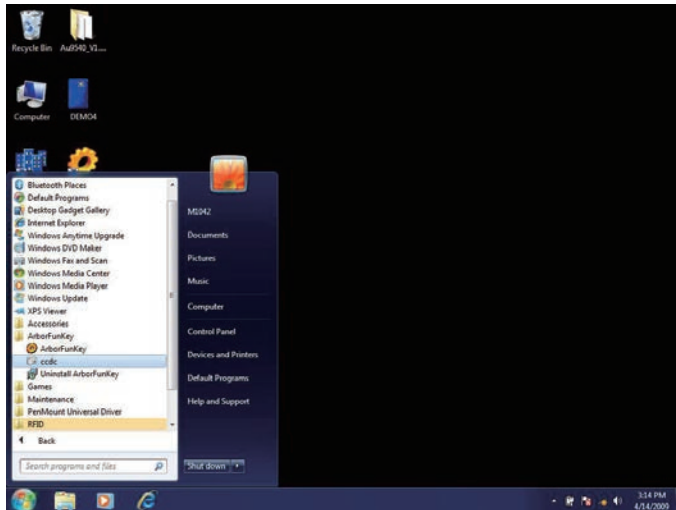 Recycle Bin
Au9540_V1....
Computer
DEMO4
Bluetooth Places
Default Programs
Desktop Gadget Gallery
Internet Explorer
Windows Anytime Upgrade
Windows DVD Maker
Windows Fax and Scan
Windows Media Center
Windows Media Player
Windows Update
XPS Viewer
Accessories
ArborFunKey
ArborFunKey
ccdc
Uninstall ArborFunKey
Games
Maintenance
PenMount Universal Driver
RFID
Back
Search programs and files
M1042
Documents
Pictures
Music
Computer
Control Panel
Devices and Printers
Default Programs
Help and Support
Shut down
3:14 PM
4/14/2009